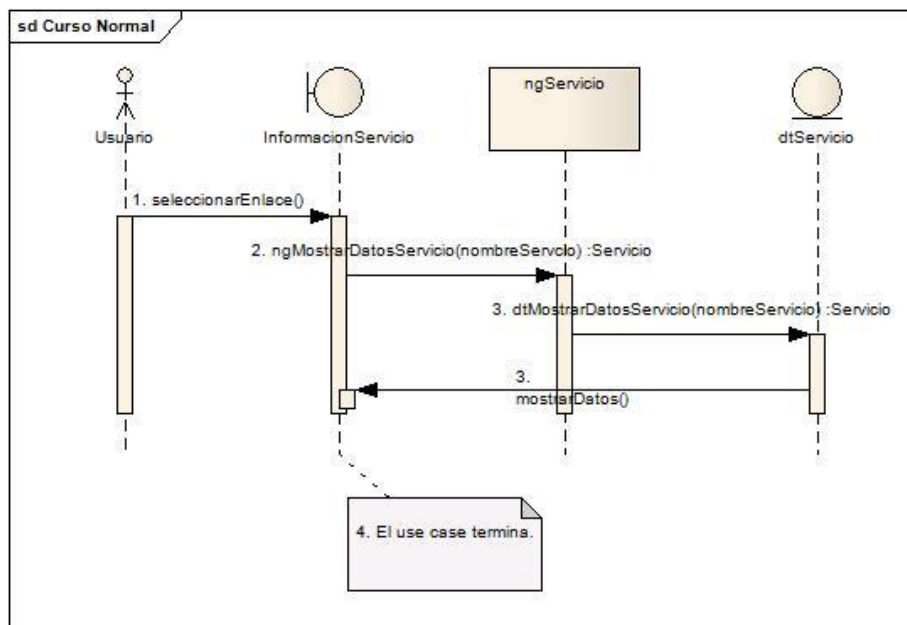 sd Curso Normal
ngServicio
Usuario
InformacionServicio
dtServicio
1. seleccionarEnlace()
2. ngMostrarDatosServicio(nombreServcio) :Servicio
3. dtMostrarDatosServicio(nombreServicio) :Servicio
3.
mostrarDatos()
4. El use case termina.